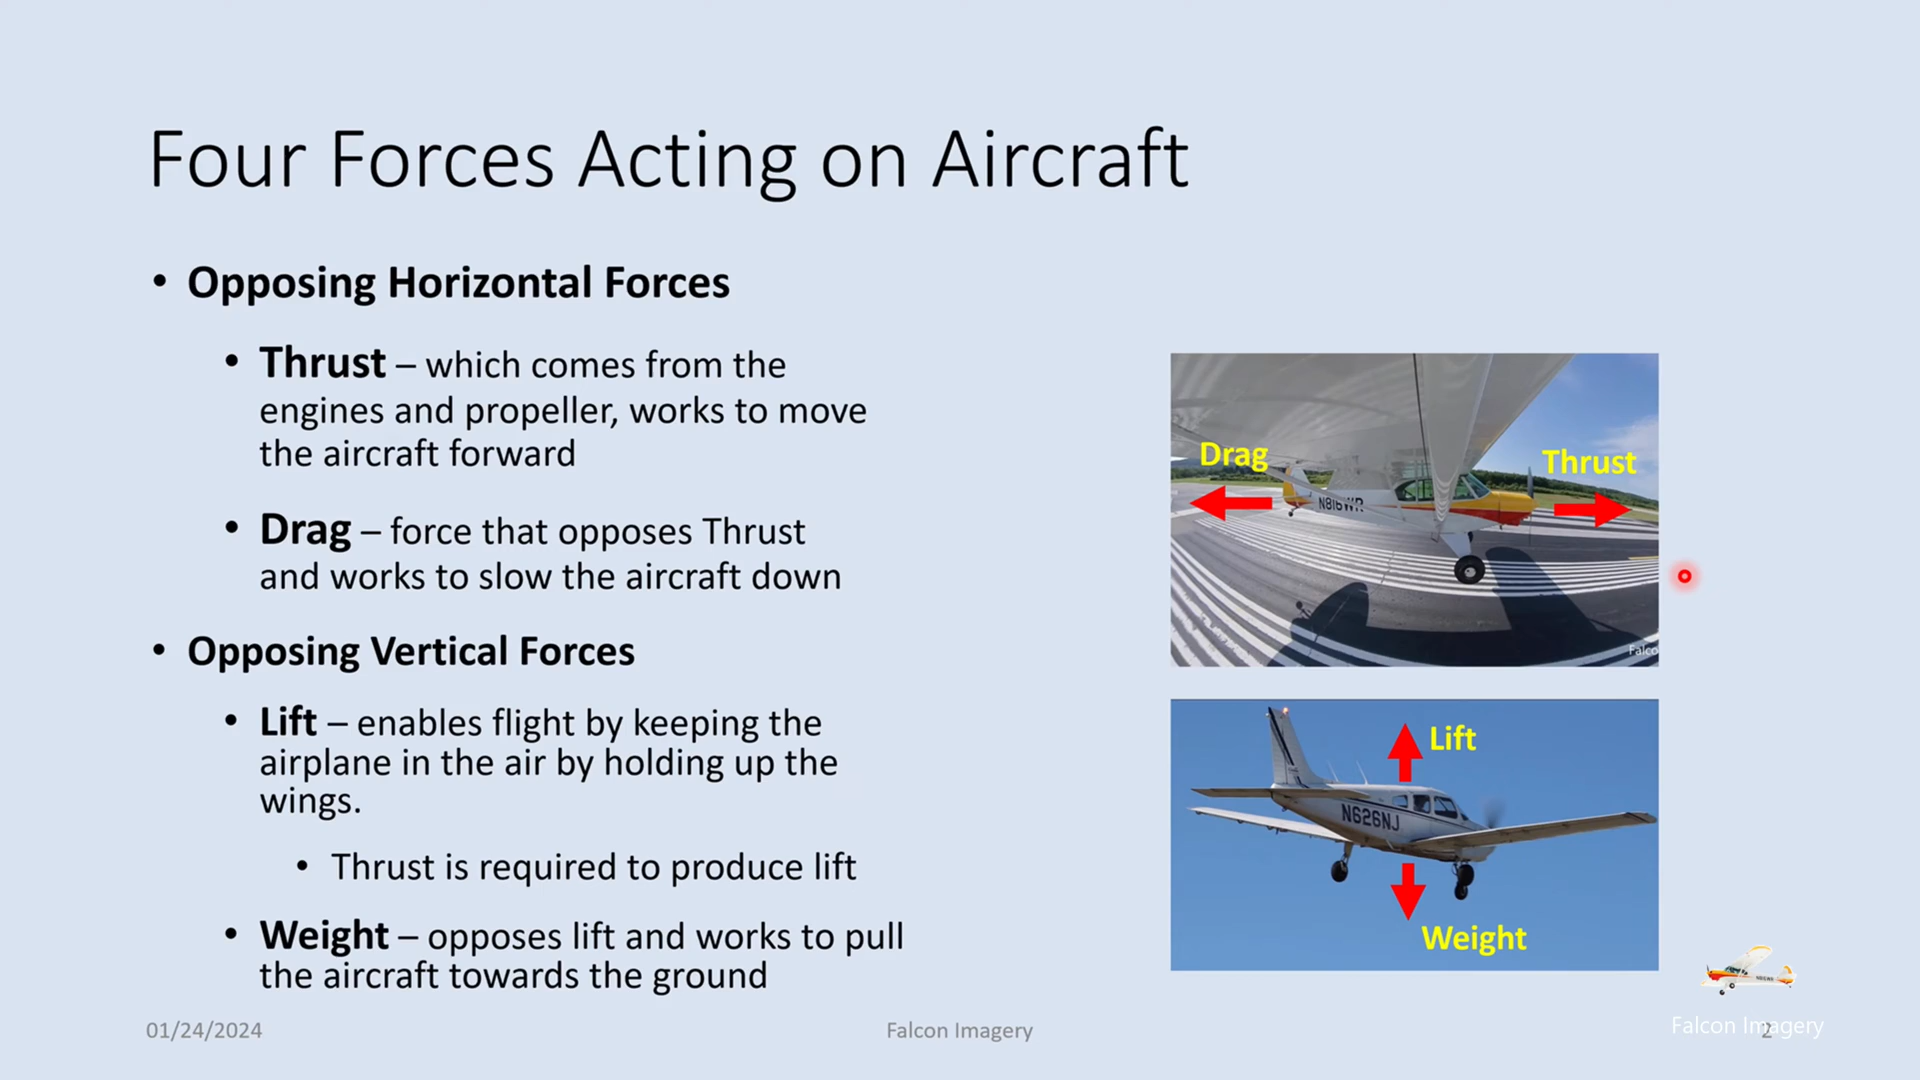 Four Forces Acting on Aircraft
• Opposing Horizontal Forces
• Thrust – which comes from the
engines and propeller, works to move
the aircraft forward
• Drag – force that opposes Thrust
and works to slow the aircraft down
• Opposing Vertical Forces
• Lift – enables flight by keeping the
airplane in the air by holding up the
wings.
• Thrust is required to produce lift
• Weight – opposes lift and works to pull
the aircraft towards the ground
Drag
Thrust
N816WR
Falco
Lift
N626NJ
Weight
01/24/2024
Falcon Imagery
Falcon Imagery
2